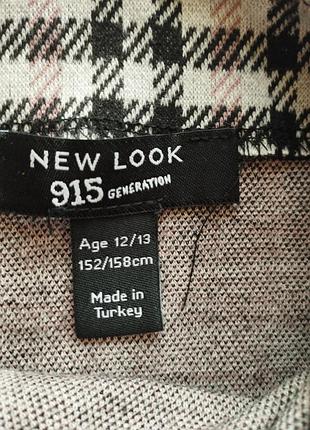 NEW LOOK
915 GENERATION
Age 12/13
152/158cm
Made in
Turkey